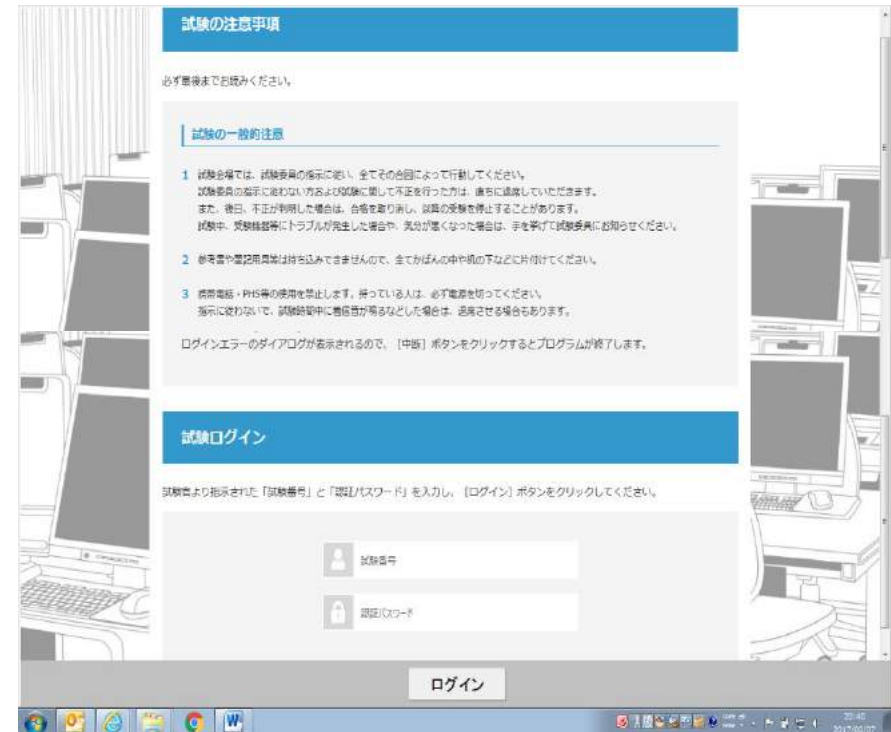 試験の注意事項
必ず最後までお読みください。
試験の一般的注意
1 試験会場では、試験委員の指示に従い、全てその合図によって行動してください。
試験委員の指示に従わない方および試験に関して不正を行った方は、直ちに退席していただきます。
また、後日、不正が判明した場合は、合格を取り消し、以降の受験を停止することがあります。
試験中、受験機器等にトラブルが発生した場合や、気分が悪くなった場合は、手を挙げて試験委員にお知らせください。
2 参考書や筆記用具等は持ち込みできませんので、全てかばんの中や机の下などに片付けてください。
3 携帯電話・PHS等の使用を禁止します。持っている人は、必ず電源を切ってください。
指示に従わないで、試験時間中に着信音が鳴るなどした場合は、退席させる場合もあります。
ログインエラーのダイアログが表示されるので、[中断] ボタンをクリックするとプログラムが終了します。
試験ログイン
試験官より指示された「試験番号」と「認証パスワード」を入力し、[ログイン] ボタンをクリックしてください。
試験番号
認証パスワード
ログイン
20:40